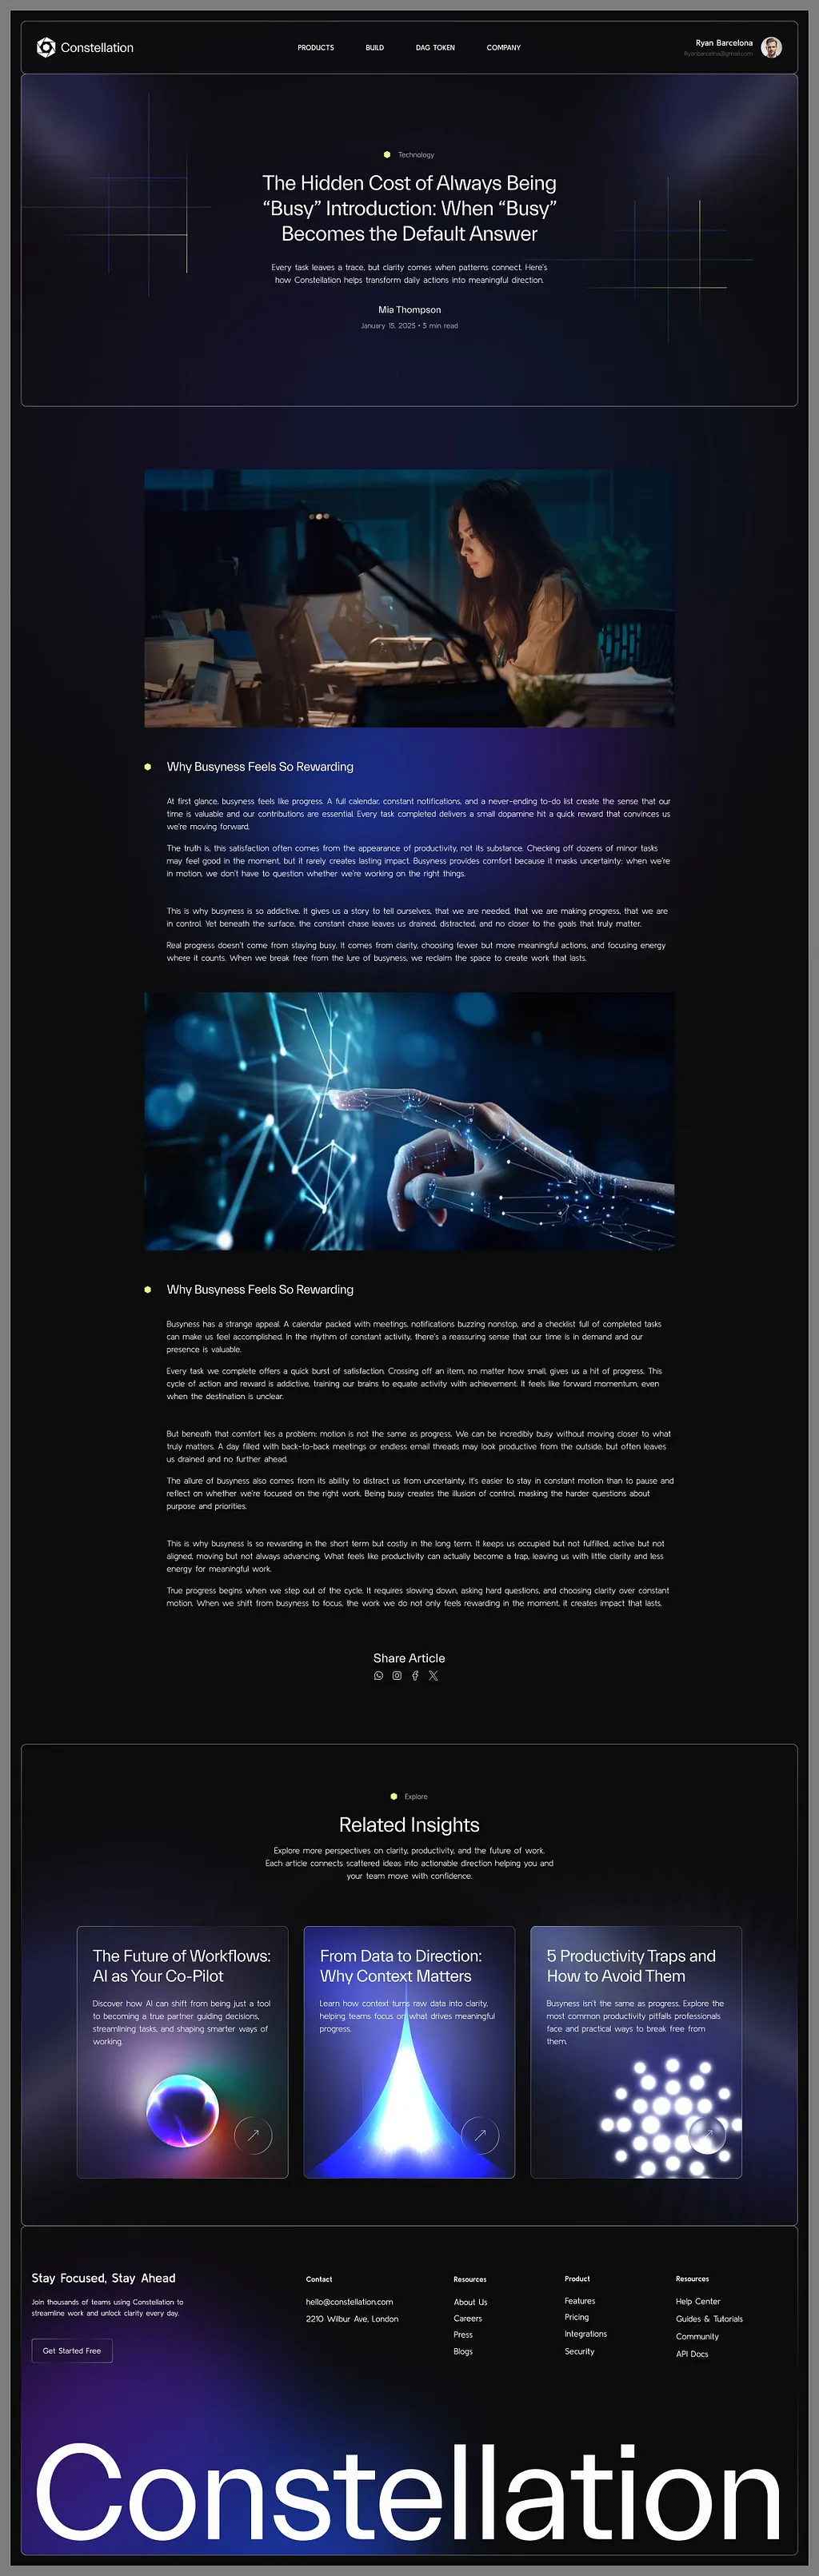 Constellation
PRODUCTS
BUILD
DAG TOKEN
COMPANY
Ryan Barcelona
Ryanbarcelona@gmail.com
Technology
The Hidden Cost of Always Being
“Busy” Introduction: When “Busy”
Becomes the Default Answer
Every task leaves a trace, but clarity comes when patterns connect. Here's
how Constellation helps transform daily actions into meaningful direction.
Mia Thompson
January 15, 2025 • 5 min read
Why Busyness Feels So Rewarding
At first glance, busyness feels like progress. A full calendar, constant notifications, and a never-ending to-do list create the sense that our
time is valuable and our contributions are essential. Every task completed delivers a small dopamine hit a quick reward that convinces us
we're moving forward.
The truth is, this satisfaction often comes from the appearance of productivity, not its substance. Checking off dozens of minor tasks
may feel good in the moment, but it rarely creates lasting impact. Busyness provides comfort because it masks uncertainty: when we're
in motion, we don't have to question whether we're working on the right things.
This is why busyness is so addictive. It gives us a story to tell ourselves, that we are needed, that we are making progress, that we are
in control. Yet beneath the surface, the constant chase leaves us drained, distracted, and no closer to the goals that truly matter.
Real progress doesn't come from staying busy. It comes from clarity, choosing fewer but more meaningful actions, and focusing energy
where it counts. When we break free from the lure of busyness, we reclaim the space to create work that lasts.
Why Busyness Feels So Rewarding
Busyness has a strange appeal. A calendar packed with meetings, notifications buzzing nonstop, and a checklist full of completed tasks
can make us feel accomplished. In the rhythm of constant activity, there's a reassuring sense that our time is in demand and our
presence is valuable.
Every task we complete offers a quick burst of satisfaction. Crossing off an item, no matter how small, gives us a hit of progress. This
cycle of action and reward is addictive, training our brains to equate activity with achievement. It feels like forward momentum, even
when the destination is unclear.
But beneath that comfort lies a problem: motion is not the same as progress. We can be incredibly busy without moving closer to what
truly matters. A day filled with back-to-back meetings or endless email threads may look productive from the outside, but often leaves
us drained and no further ahead.
The allure of busyness also comes from its ability to distract us from uncertainty. It's easier to stay in constant motion than to pause and
reflect on whether we're focused on the right work. Being busy creates the illusion of control, masking the harder questions about
purpose and priorities.
This is why busyness is so rewarding in the short term but costly in the long term. It keeps us occupied but not fulfilled, active but not
aligned, moving but not always advancing. What feels like productivity can actually become a trap, leaving us with little clarity and less
energy for meaningful work.
True progress begins when we step out of the cycle. It requires slowing down, asking hard questions, and choosing clarity over constant
motion. When we shift from busyness to focus, the work we do not only feels rewarding in the moment, it creates impact that lasts.
Share Article
Explore
Related Insights
Explore more perspectives on clarity, productivity, and the future of work.
Each article connects scattered ideas into actionable direction helping you and
your team move with confidence.
The Future of Workflows:
AI as Your Co-Pilot
Discover how AI can shift from being just a tool
to becoming a true partner guiding decisions,
streamlining tasks, and shaping smarter ways of
working.
From Data to Direction:
Why Context Matters
Learn how context turns raw data into clarity,
helping teams focus on what drives meaningful
progress.
5 Productivity Traps and
How to Avoid Them
Busyness isn't the same as progress. Explore the
most common productivity pitfalls professionals
face and practical ways to break free from
them.
Stay Focused, Stay Ahead
Join thousands of teams using Constellation to
streamline work and unlock clarity every day.
Get Started Free
Contact
hello@constellation.com
2210 Wilbur Ave, London
Resources
About Us
Careers
Press
Blogs
Product
Features
Pricing
Integrations
Security
Resources
Help Center
Guides & Tutorials
Community
API Docs
Constellation